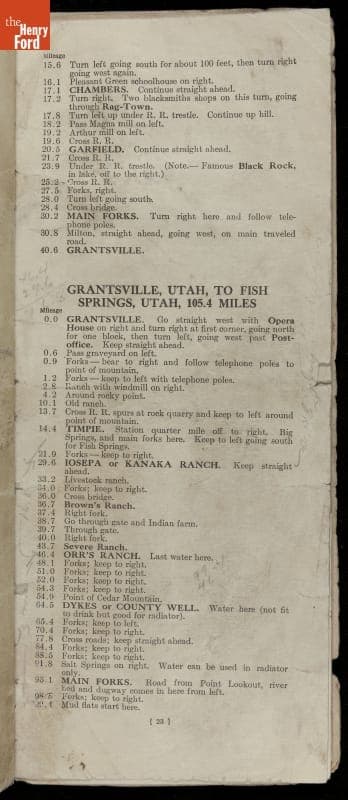 the
Henry
Ford
Mileage
15.6 Turn left going south for about 100 feet, then turn right
going west again.
16.1 Pleasant Green schoolhouse on right.
17.1 CHAMBERS. Continue straight ahead.
17.2 Turn right. Two blacksmiths shops on this turn, going
through Rag-Town.
17.8 Turn left up under R. R. trestle. Continue up hill.
18.2 Pass Magna mill on left.
19.2 Arthur mill on left.
19.6 Cross R. R.
20.5 GARFIELD. Continue straight ahead.
21.7 Cross R. R.
23.9 Under R. R. trestle. (Note.—Famous Black Rock,
in lake, off to the right.)
25.2 Cross R. R.
27.5 Forks, right.
28.0 Turn left going south.
28.4 Cross bridge.
30.2 MAIN FORKS. Turn right here and follow tele-
phone poles.
30.8 Milton, straight ahead, going west, on main traveled
road.
40.6 GRANTSVILLE.
GRANTSVILLE, UTAH, TO FISH
SPRINGS, UTAH, 105.4 MILES
Mileage
0.0 GRANTSVILLE. Go straight west with Opera
House on right and turn right at first corner, going north
for one block, then turn left, going west past Post-
office. Keep straight ahead.
0.6 Pass graveyard on left.
0.9 Forks—bear to right and follow telephone poles to
point of mountain.
1.2 Forks—keep to left with telephone poles.
2.8 Ranch with windmill on right.
4.2 Around rocky point.
10.1 Old ranch.
13.7 Cross R. R. spurs at rock quarry and keep to left around
point of mountain.
14.4 TIMPIE. Station quarter mile off to right. Big
Springs, and main forks here. Keep to left going south
for Fish Springs.
21.9 Forks—keep to right.
29.6 IOSEPA or KANAKA RANCH. Keep straight
ahead.
33.2 Livestock ranch.
34.0 Forks; keep to right.
36.0 Cross bridge.
36.7 Brown's Ranch.
37.4 Right fork.
38.7 Go through gate and Indian farm.
39.7 Through gate.
40.0 Right fork.
43.7 Severe Ranch.
46.4 ORR'S RANCH. Last water here.
48.1 Forks; keep to right.
51.0 Forks; keep to right.
52.0 Forks; keep to right.
54.3 Forks; keep to right.
54.9 Point of Cedar Mountain.
64.5 DYKES or COUNTY WELL. Water here (not fit
to drink but good for radiator).
65.4 Forks; keep to left.
70.4 Forks; keep to right.
77.8 Cross roads; keep straight ahead.
84.4 Forks; keep to right.
88.5 Forks; keep to right.
91.8 Salt Springs on right. Water can be used in radiator
only.
95.1 MAIN FORKS. Road from Point Lookout, river
bed and dugway comes in here from left.
Forks; keep to right.
Mud flats start here.
[ 23 ]